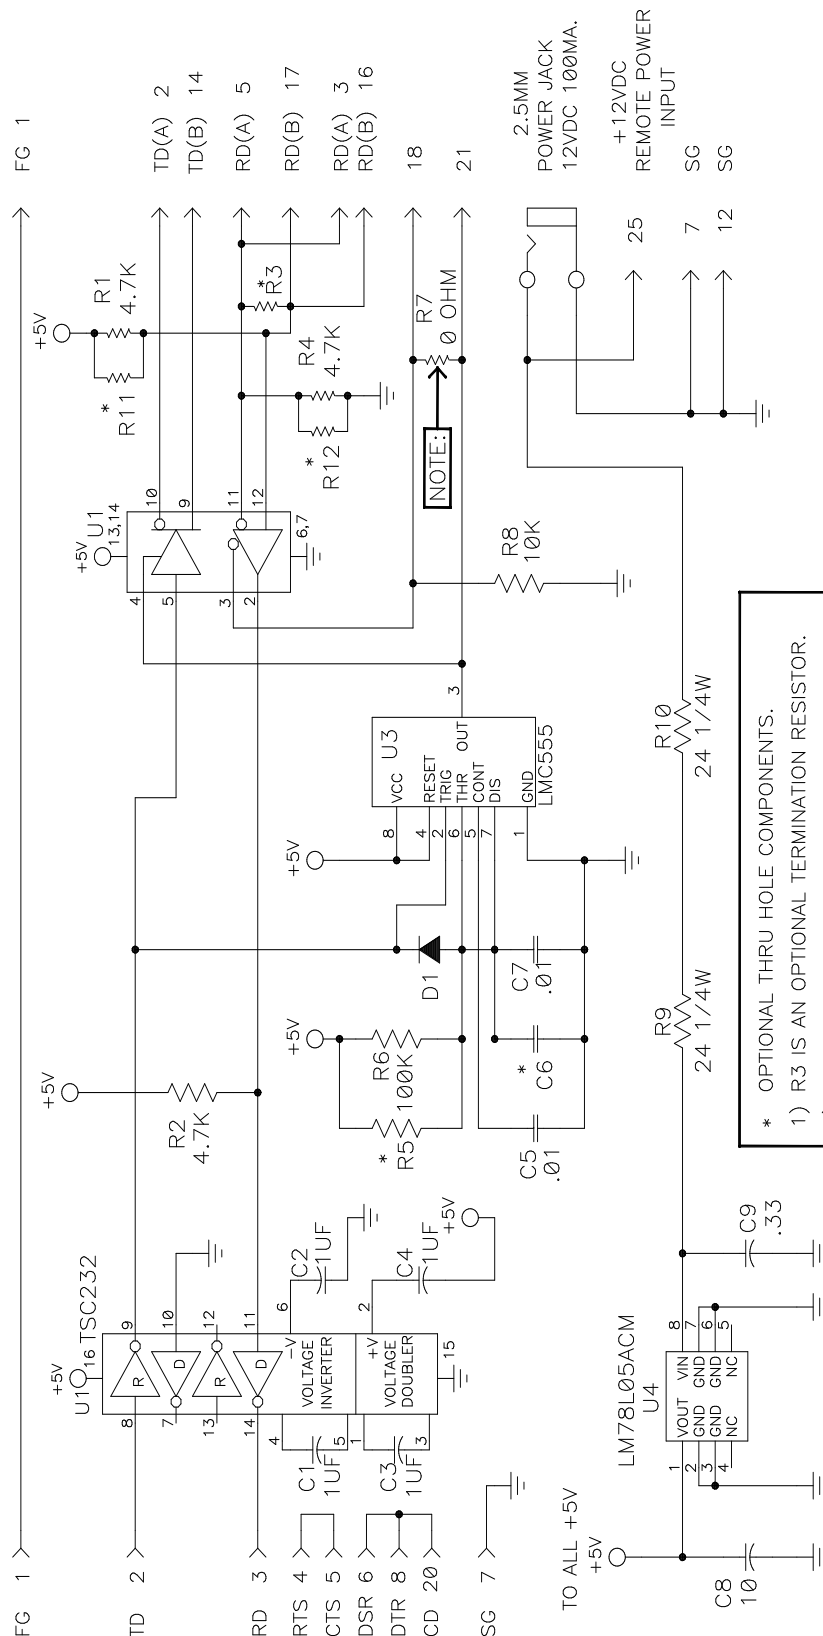 FG 1
TD 2
RD 3
RTS 4
CTS 5
DSR 6
DTR 8
CD 20
SG 7
TO ALL +5V
+5V
C8
10
+5V
U1
16
TSC232
8
9
R
7
10
D
13
12
R
14
11
D
4
5
-V
VOLTAGE
INVERTER
6
1
3
+V
VOLTAGE
DOUBLER
2
15
C1
1UF
C3
1UF
C2
1UF
C4
1UF
+5V
LM78L05ACM
U4
1
2
3
4
VOUT
GND
GND
NC
VIN
GND
GND
NC
8
7
6
5
C9
.33
+5V
R2
4.7K
+5V
R6
100K
*
R5
C5
.01
*
C6
C7
.01
D1
R9
24 1/4W
R10
24 1/4W
+5V
8
4
2
6
5
7
1
VCC
RESET
TRIG
THR
CONT
DIS
GND
U3
OUT
LMC555
3
R8
10K
+5V
U1
13,14
4
5
3
2
10
9
11
12
6,7
+5V
R1
4.7K
*
R11
*
R3
R4
4.7K
*
R12
NOTE:
R7
0 OHM
FG 1
TD(A) 2
TD(B) 14
RD(A) 5
RD(B) 17
RD(A) 3
RD(B) 16
18
21
2.5MM
POWER JACK
12VDC 100MA.
+12VDC
REMOTE POWER
INPUT
25
7 SG
12 SG
* OPTIONAL THRU HOLE COMPONENTS.
1) R3 IS AN OPTIONAL TERMINATION RESISTOR.